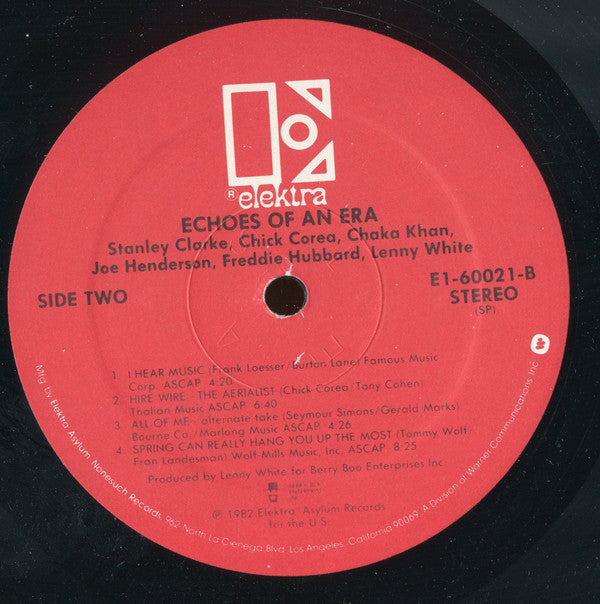 ® elektra
ECHOES OF AN ERA
Stanley Clarke, Chick Corea, Chaka Khan,
Joe Henderson, Freddie Hubbard, Lenny White
SIDE TWO
E1-60021-B
STEREO
(SP)
1. I HEAR MUSIC (Frank Loesser/Burton Lane) Famous Music
Corp. ASCAP 4:20
2. HIRE WIRE - THE AERIALIST (Chick Corea/Tony Cohen)
Thalian Music ASCAP 6:40
3. ALL OF ME - alternate take (Seymour Simons/Gerald Marks)
Bourne Co./Marlong Music ASCAP 4:25
4. SPRING CAN REALLY HANG YOU UP THE MOST (Tommy Wolf/
Fran Landesman) Wolf-Mills Music, Inc. ASCAP 8:25
Produced by Lenny White for Berry Boo Enterprises Inc
℗ 1982 Elektra/Asylum Records
for the U.S.
Mfg. by Elektra/Asylum/Nonesuch Records, 962 North La Cienega Blvd. Los Angeles, California 90069. A Division of Warner Communications Inc.